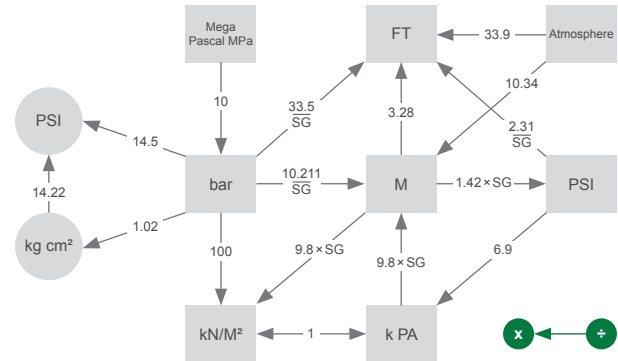 Mega
Pascal MPa
FT
33.9
Atmosphere
10
33.5
SG
3.28
10.34
PSI
14.5
2.31
SG
14.22
bar
10.211
SG
M
1.42 × SG
PSI
kg cm²
1.02
100
9.8 × SG
9.8 × SG
6.9
kN/M²
1
k PA
x
÷